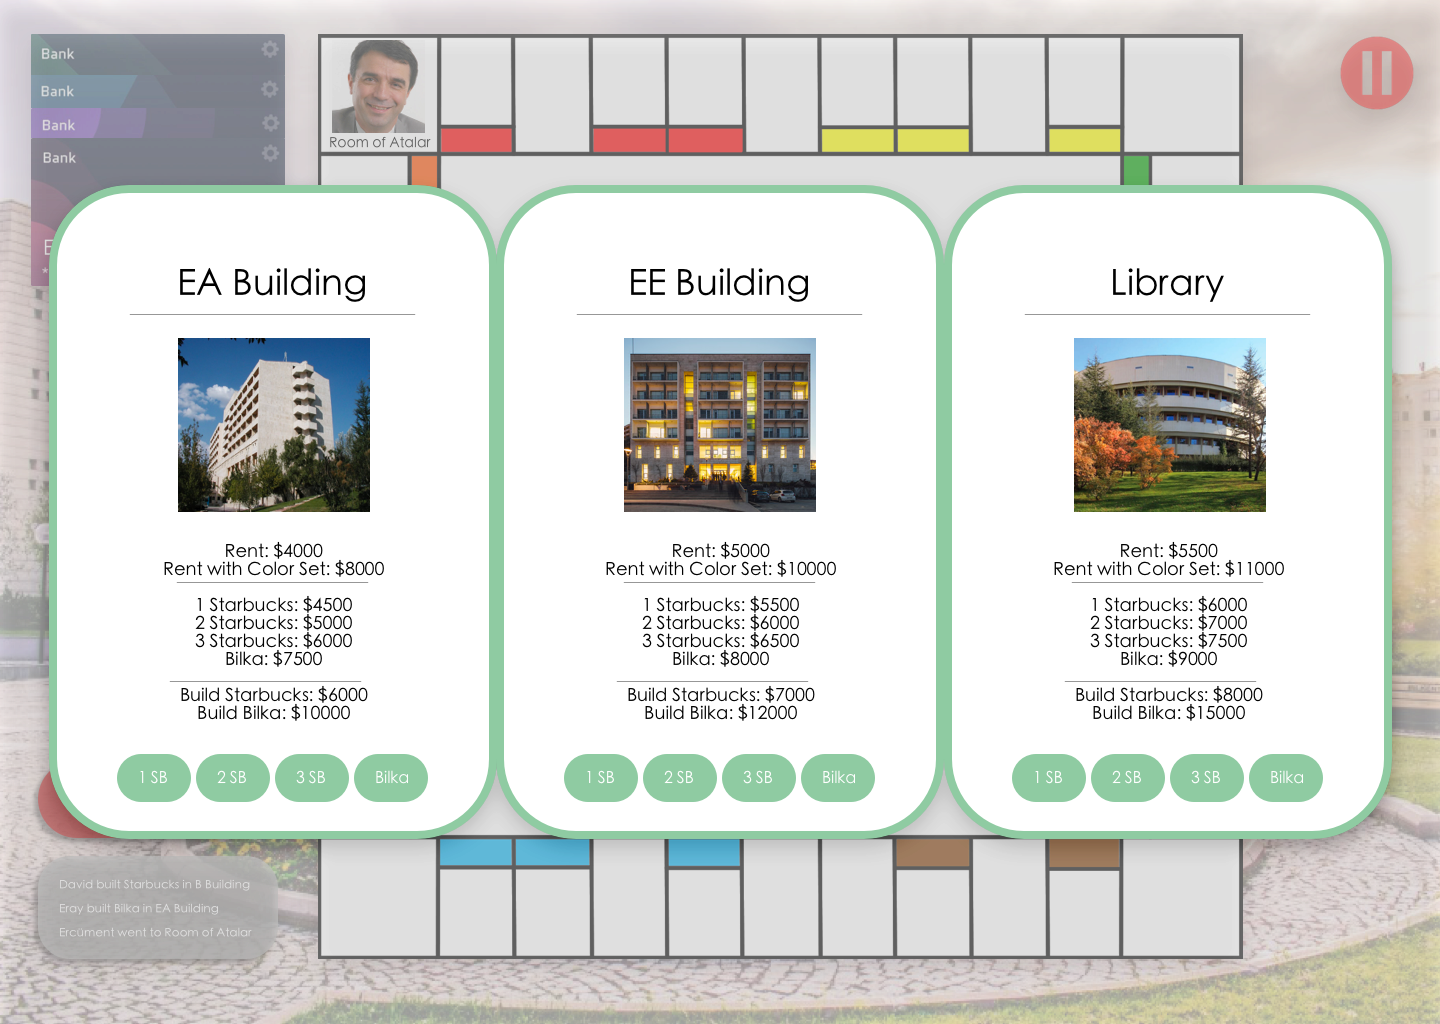 Bank
Bank
Bank
Bank
E
*
Room of Atalar
EA Building
Rent: $4000
Rent with Color Set: $8000
1 Starbucks: $4500
2 Starbucks: $5000
3 Starbucks: $6000
Bilka: $7500
Build Starbucks: $6000
Build Bilka: $10000
1 SB
2 SB
3 SB
Bilka
EE Building
Rent: $5000
Rent with Color Set: $10000
1 Starbucks: $5500
2 Starbucks: $6000
3 Starbucks: $6500
Bilka: $8000
Build Starbucks: $7000
Build Bilka: $12000
1 SB
2 SB
3 SB
Bilka
Library
Rent: $5500
Rent with Color Set: $11000
1 Starbucks: $6000
2 Starbucks: $7000
3 Starbucks: $7500
Bilka: $9000
Build Starbucks: $8000
Build Bilka: $15000
1 SB
2 SB
3 SB
Bilka
David built Starbucks in B Building
Eray built Bilka in EA Building
Ercüment went to Room of Atalar